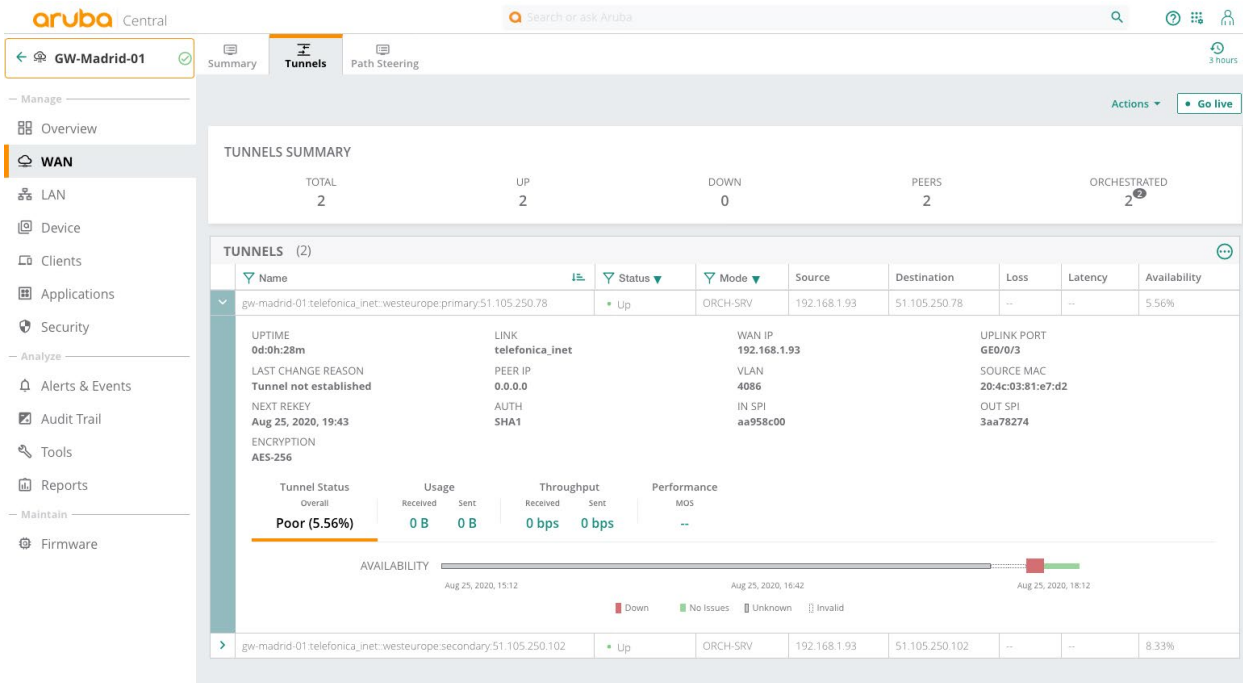 aruba Central
Search or ask Aruba
GW-Madrid-01
Summary
Tunnels
Path Steering
3 hours
Manage
Overview
WAN
LAN
Device
Clients
Applications
Security
Analyze
Alerts & Events
Audit Trail
Tools
Reports
Maintain
Firmware
Actions
Go live
TUNNELS SUMMARY
TOTAL UP DOWN PEERS ORCHESTRATED
2 2 0 2 2 2
TUNNELS (2)
Name Status Mode Source Destination Loss Latency Availability
gw-madrid-01:telefonica_inet::westeurope:primary:51.105.250.78 Up ORCH-SRV 192.168.1.93 51.105.250.78 -- -- 5.56%
UPTIME LINK WAN IP UPLINK PORT
0d:0h:28m telefonica_inet 192.168.1.93 GE0/0/3
LAST CHANGE REASON PEER IP VLAN SOURCE MAC
Tunnel not established 0.0.0.0 4086 20:4c:03:81:e7:d2
NEXT REKEY AUTH IN SPI OUT SPI
Aug 25, 2020, 19:43 SHA1 aa958c00 3aa78274
ENCRYPTION
AES-256
Tunnel Status Usage Throughput Performance
Overall Received Sent Received Sent MOS
Poor (5.56%) 0 B 0 B 0 bps 0 bps --
AVAILABILITY
Aug 25, 2020, 15:12 Aug 25, 2020, 16:42 Aug 25, 2020, 18:12
Down No Issues Unknown Invalid
gw-madrid-01:telefonica_inet::westeurope:secondary:51.105.250.102 Up ORCH-SRV 192.168.1.93 51.105.250.102 -- -- 8.33%